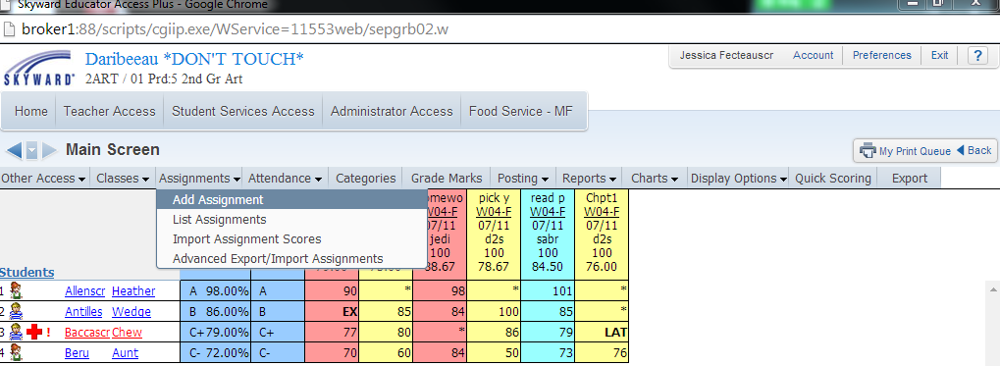 Skyward Educator Access Plus - Google Chrome
broker1:88/scripts/cgiip.exe/WService=11553web/sepgrb02.w
SKYWARD
Daribeau *DON'T TOUCH*
2ART / 01 Prd:5 2nd Gr Art
Jessica Fecteauscr Account Preferences Exit ?
Home Teacher Access Student Services Access Administrator Access Food Service - MF
Main Screen
My Print Queue Back
Other Access Classes Assignments Attendance Categories Grade Marks Posting Reports Charts Display Options Quick Scoring Export
Add Assignment
List Assignments
Import Assignment Scores
Advanced Export/Import Assignments
omewo pick y read p Chpt1
W04-F W04-F W04-F W04-F
07/11 07/11 07/11 07/11
jedi d2s sabr d2s
100 100 100 100
88.67 78.67 84.50 76.00
Students
1 Allenscr Heather A 98.00% A 90 * 98 * 101 *
2 Antilles Wedge B 86.00% B EX 85 84 100 85 *
3 ! Baccascr Chew C+ 79.00% C+ 77 80 * 86 79 LAT
4 Beru Aunt C- 72.00% C- 70 60 84 50 73 76